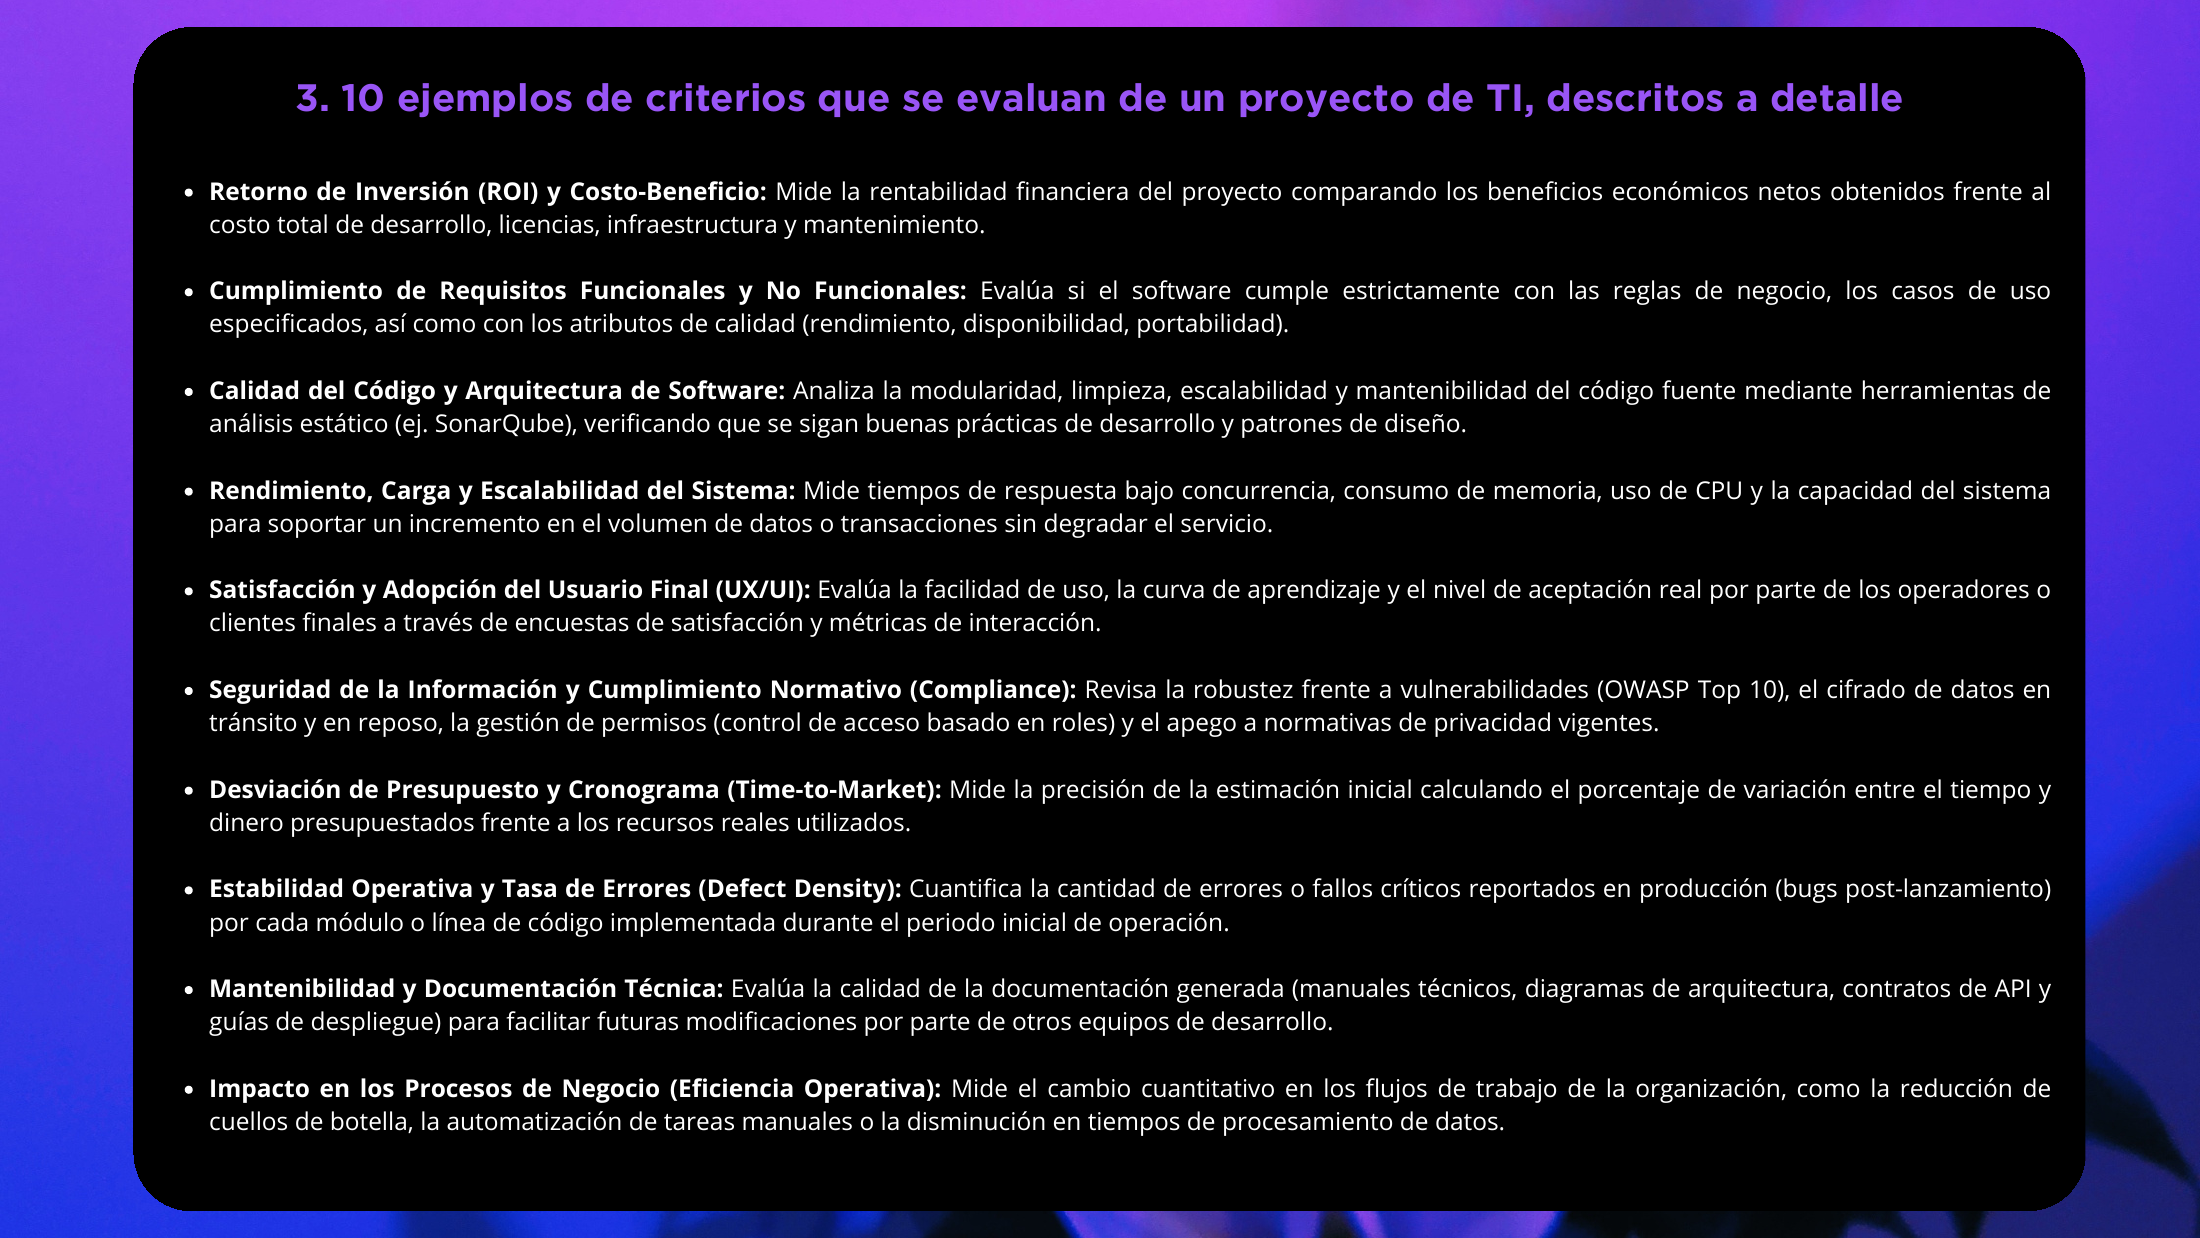 3. 10 ejemplos de criterios que se evaluan de un proyecto de TI, descritos a detalle
• Retorno de Inversión (ROI) y Costo-Beneficio: Mide la rentabilidad financiera del proyecto comparando los beneficios económicos netos obtenidos frente al
costo total de desarrollo, licencias, infraestructura y mantenimiento.
• Cumplimiento de Requisitos Funcionales y No Funcionales: Evalúa si el software cumple estrictamente con las reglas de negocio, los casos de uso
especificados, así como con los atributos de calidad (rendimiento, disponibilidad, portabilidad).
• Calidad del Código y Arquitectura de Software: Analiza la modularidad, limpieza, escalabilidad y mantenibilidad del código fuente mediante herramientas de
análisis estático (ej. SonarQube), verificando que se sigan buenas prácticas de desarrollo y patrones de diseño.
• Rendimiento, Carga y Escalabilidad del Sistema: Mide tiempos de respuesta bajo concurrencia, consumo de memoria, uso de CPU y la capacidad del sistema
para soportar un incremento en el volumen de datos o transacciones sin degradar el servicio.
• Satisfacción y Adopción del Usuario Final (UX/UI): Evalúa la facilidad de uso, la curva de aprendizaje y el nivel de aceptación real por parte de los operadores o
clientes finales a través de encuestas de satisfacción y métricas de interacción.
• Seguridad de la Información y Cumplimiento Normativo (Compliance): Revisa la robustez frente a vulnerabilidades (OWASP Top 10), el cifrado de datos en
tránsito y en reposo, la gestión de permisos (control de acceso basado en roles) y el apego a normativas de privacidad vigentes.
• Desviación de Presupuesto y Cronograma (Time-to-Market): Mide la precisión de la estimación inicial calculando el porcentaje de variación entre el tiempo y
dinero presupuestados frente a los recursos reales utilizados.
• Estabilidad Operativa y Tasa de Errores (Defect Density): Cuantifica la cantidad de errores o fallos críticos reportados en producción (bugs post-lanzamiento)
por cada módulo o línea de código implementada durante el periodo inicial de operación.
• Mantenibilidad y Documentación Técnica: Evalúa la calidad de la documentación generada (manuales técnicos, diagramas de arquitectura, contratos de API y
guías de despliegue) para facilitar futuras modificaciones por parte de otros equipos de desarrollo.
• Impacto en los Procesos de Negocio (Eficiencia Operativa): Mide el cambio cuantitativo en los flujos de trabajo de la organización, como la reducción de
cuellos de botella, la automatización de tareas manuales o la disminución en tiempos de procesamiento de datos.